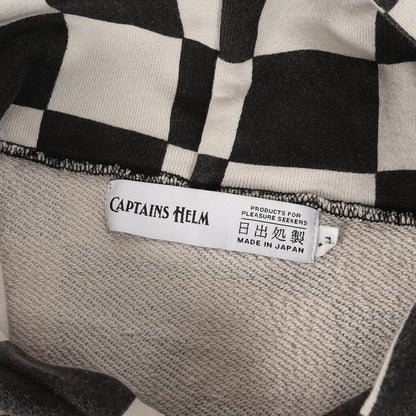 CAPTAINS HELM
PRODUCTS FOR
PLEASURE SEEKERS
日出処製
MADE IN JAPAN
L